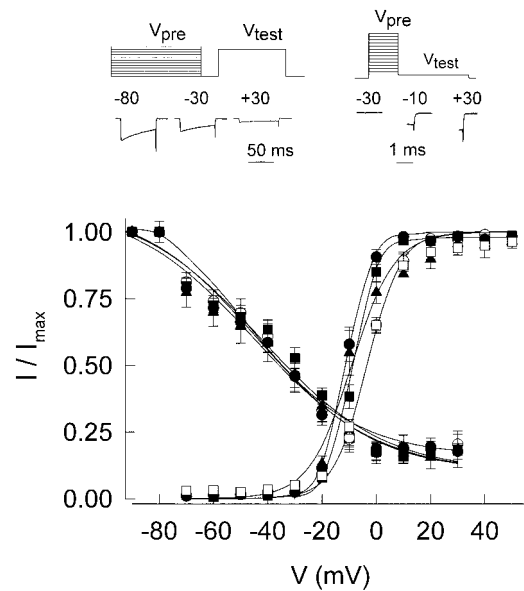 Vpre
Vtest
-80 -30 +30
50 ms
Vpre
Vtest
-30 -10 +30
1 ms
I / Imax
1.00
0.75
0.50
0.25
0.00
-80 -60 -40 -20 0 20 40
V (mV)